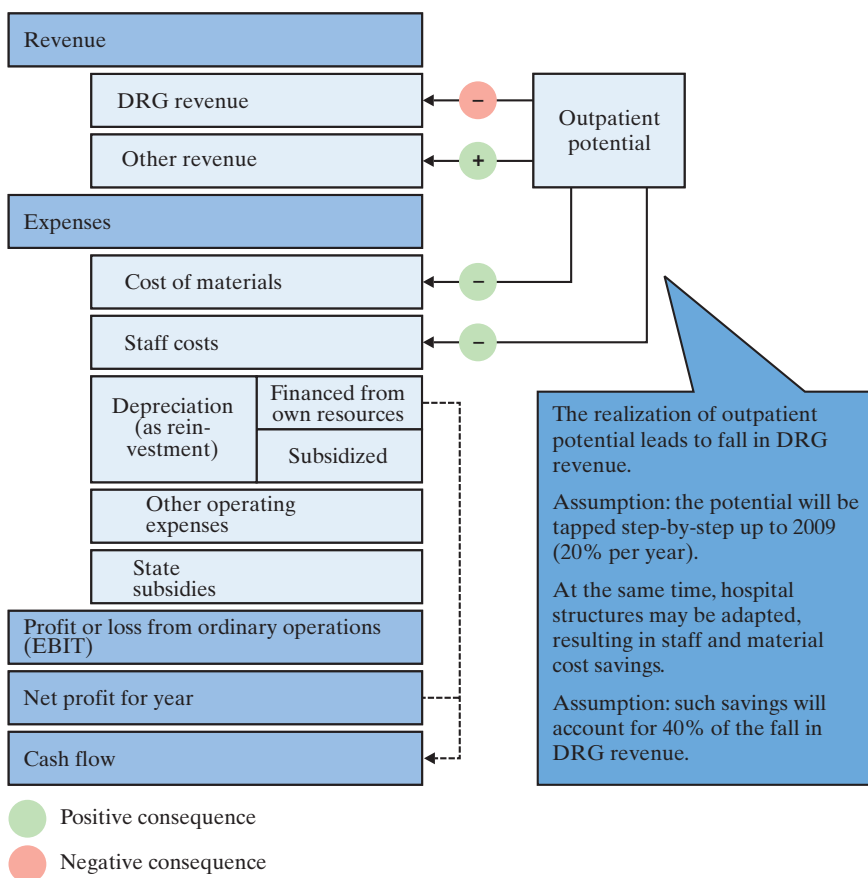 Revenue
DRG revenue
−
Outpatient
potential
Other revenue
+
Expenses
Cost of materials
−
Staff costs
−
Depreciation
(as rein-
vestment)
Financed from
own resources
Subsidized
Other operating
expenses
State
subsidies
Profit or loss from ordinary operations
(EBIT)
Net profit for year
Cash flow
The realization of outpatient
potential leads to fall in DRG
revenue.
Assumption: the potential will be
tapped step-by-step up to 2009
(20% per year).
At the same time, hospital
structures may be adapted,
resulting in staff and material
cost savings.
Assumption: such savings will
account for 40% of the fall in
DRG revenue.
Positive consequence
Negative consequence